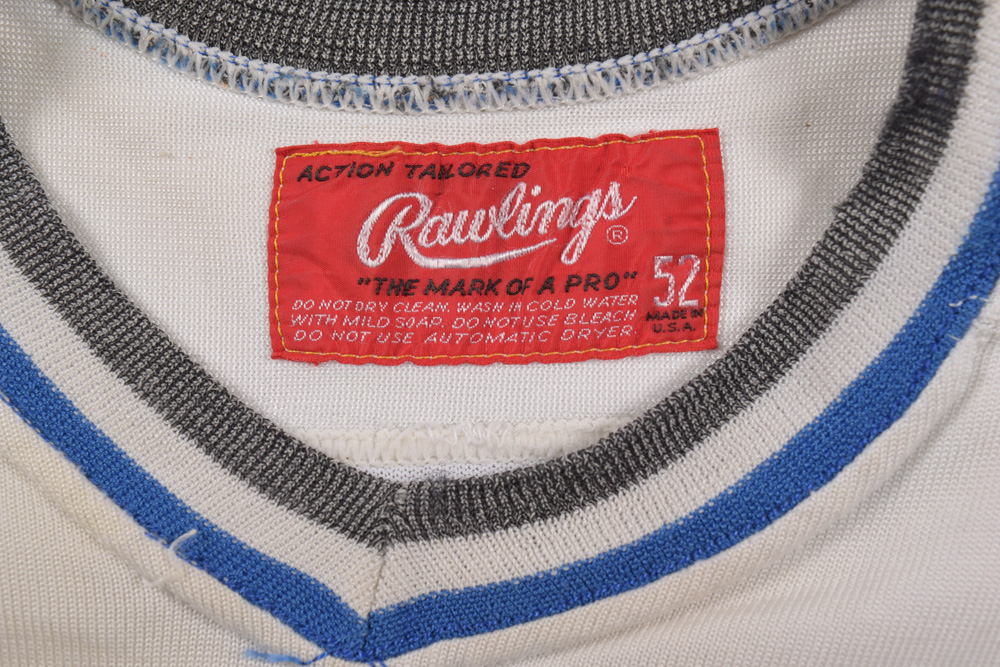 ACTION TAILORED
Rawlings ®
"THE MARK OF A PRO"
52
DO NOT DRY CLEAN. WASH IN COLD WATER
WITH MILD SOAP. DO NOT USE BLEACH
DO NOT USE AUTOMATIC DRYER.
MADE IN
U.S.A.